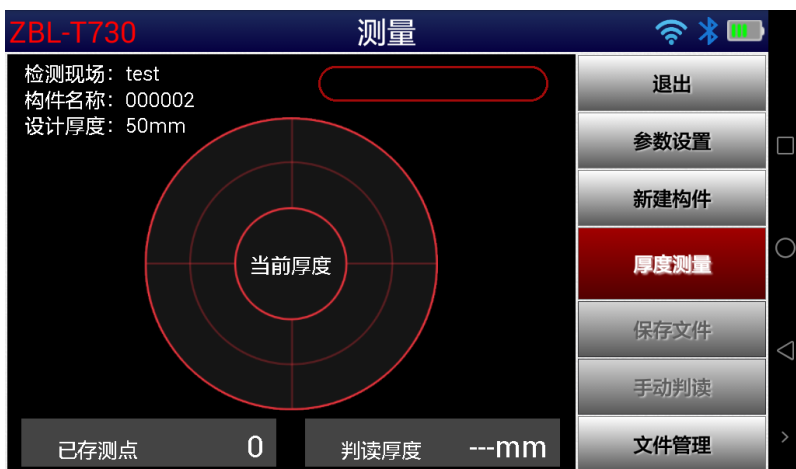 ZBL-T730
测量
检测现场：test
构件名称：000002
设计厚度：50mm
当前厚度
已存测点 0
判读厚度 ---mm
退出
参数设置
新建构件
厚度测量
保存文件
手动判读
文件管理